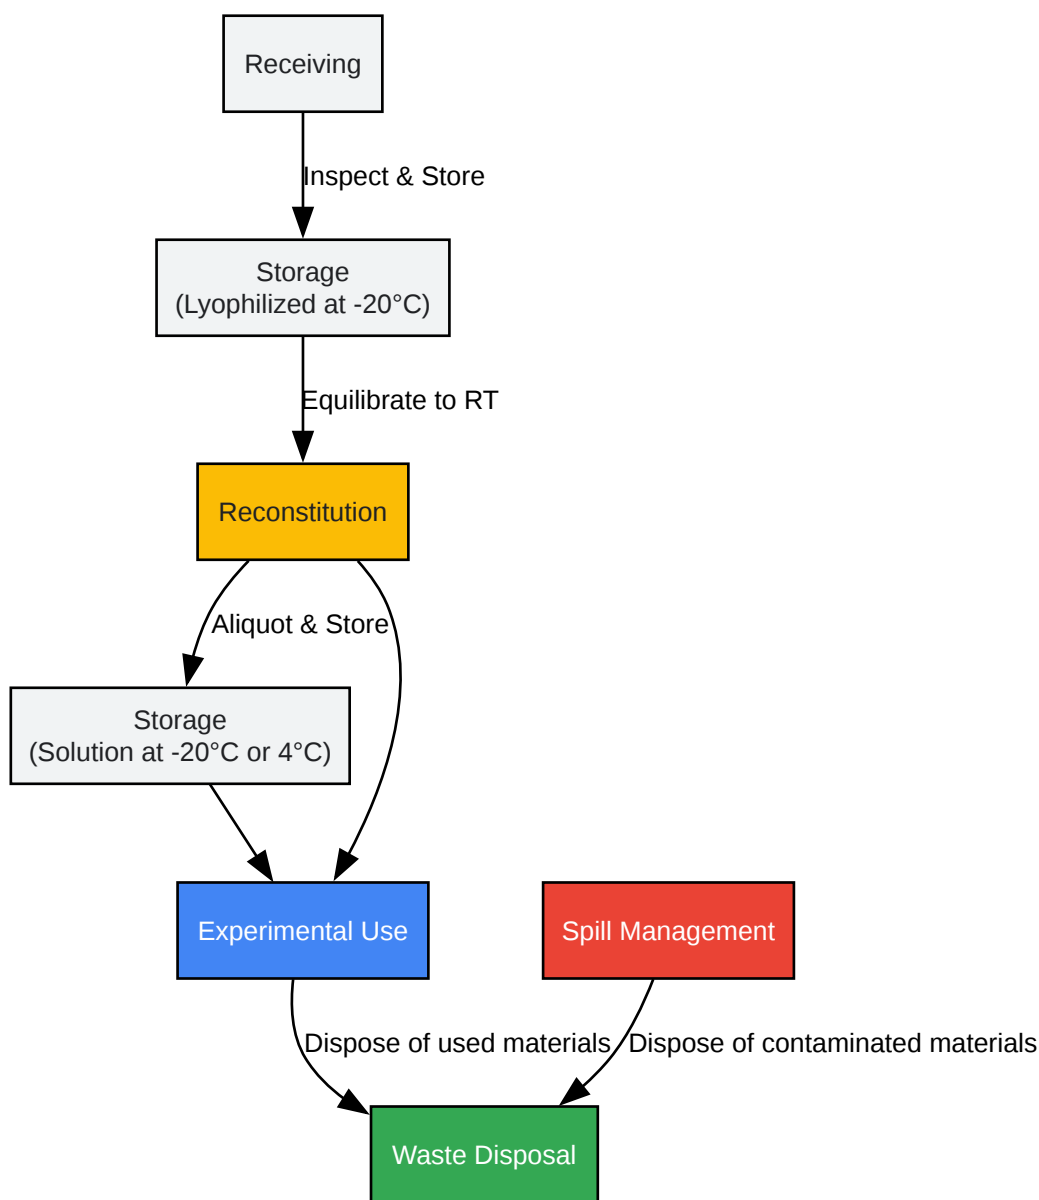 Receiving
Inspect & Store
Storage
(Lyophilized at -20°C)
Equilibrate to RT
Reconstitution
Aliquot & Store
Storage
(Solution at -20°C or 4°C)
Experimental Use
Spill Management
Dispose of used materials
Dispose of contaminated materials
Waste Disposal